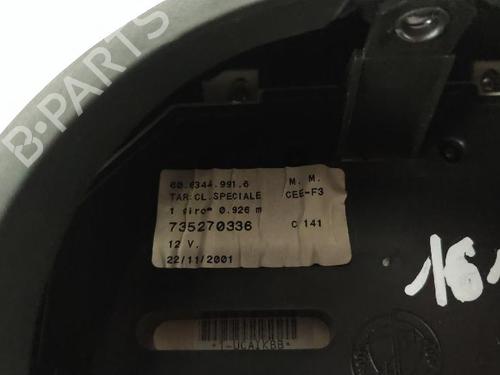 B-PARTS
60.6344.991.6 M. M.
TAR.CL.SPECIALE CEE-F3
1 giro= 0.926 m
735270336 C 141
12 V.
22/11/2001
161